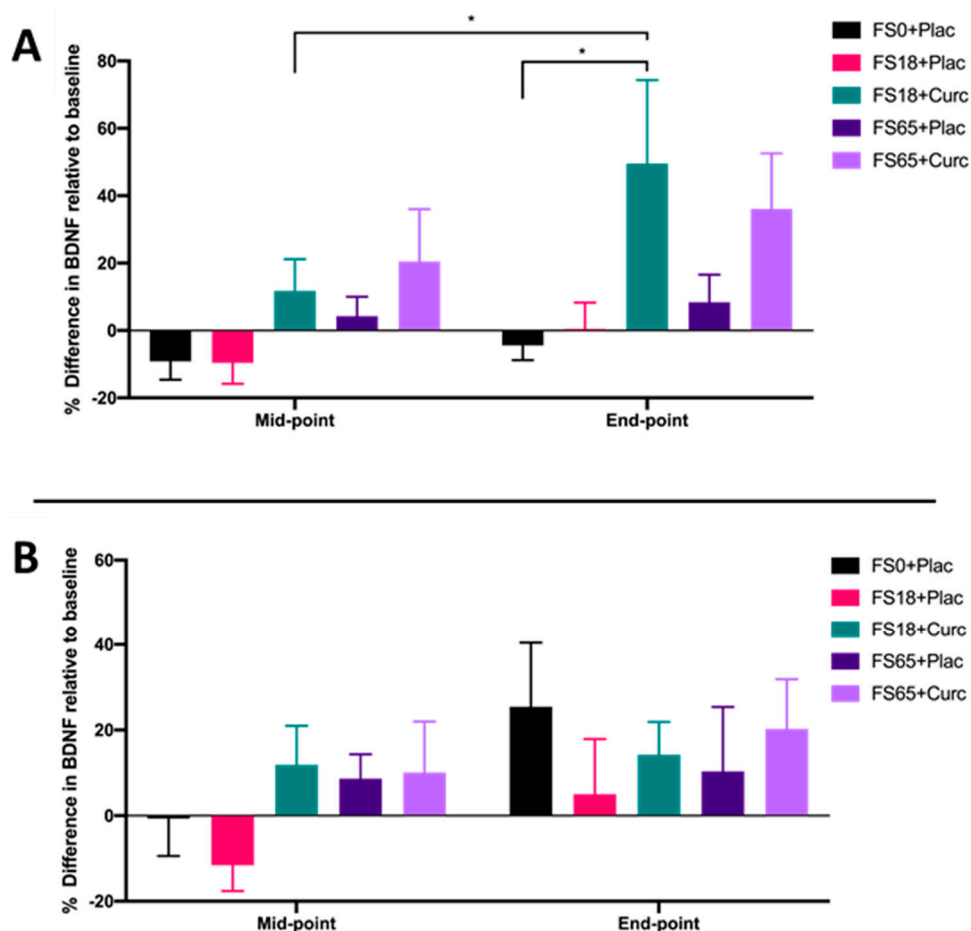 A
% Difference in BDNF relative to baseline
80
60
40
20
0
-20
*
*
Mid-point
End-point
FS0+Plac
FS18+Plac
FS18+Curc
FS65+Plac
FS65+Curc
B
% Difference in BDNF relative to baseline
60
40
20
0
-20
Mid-point
End-point
FS0+Plac
FS18+Plac
FS18+Curc
FS65+Plac
FS65+Curc